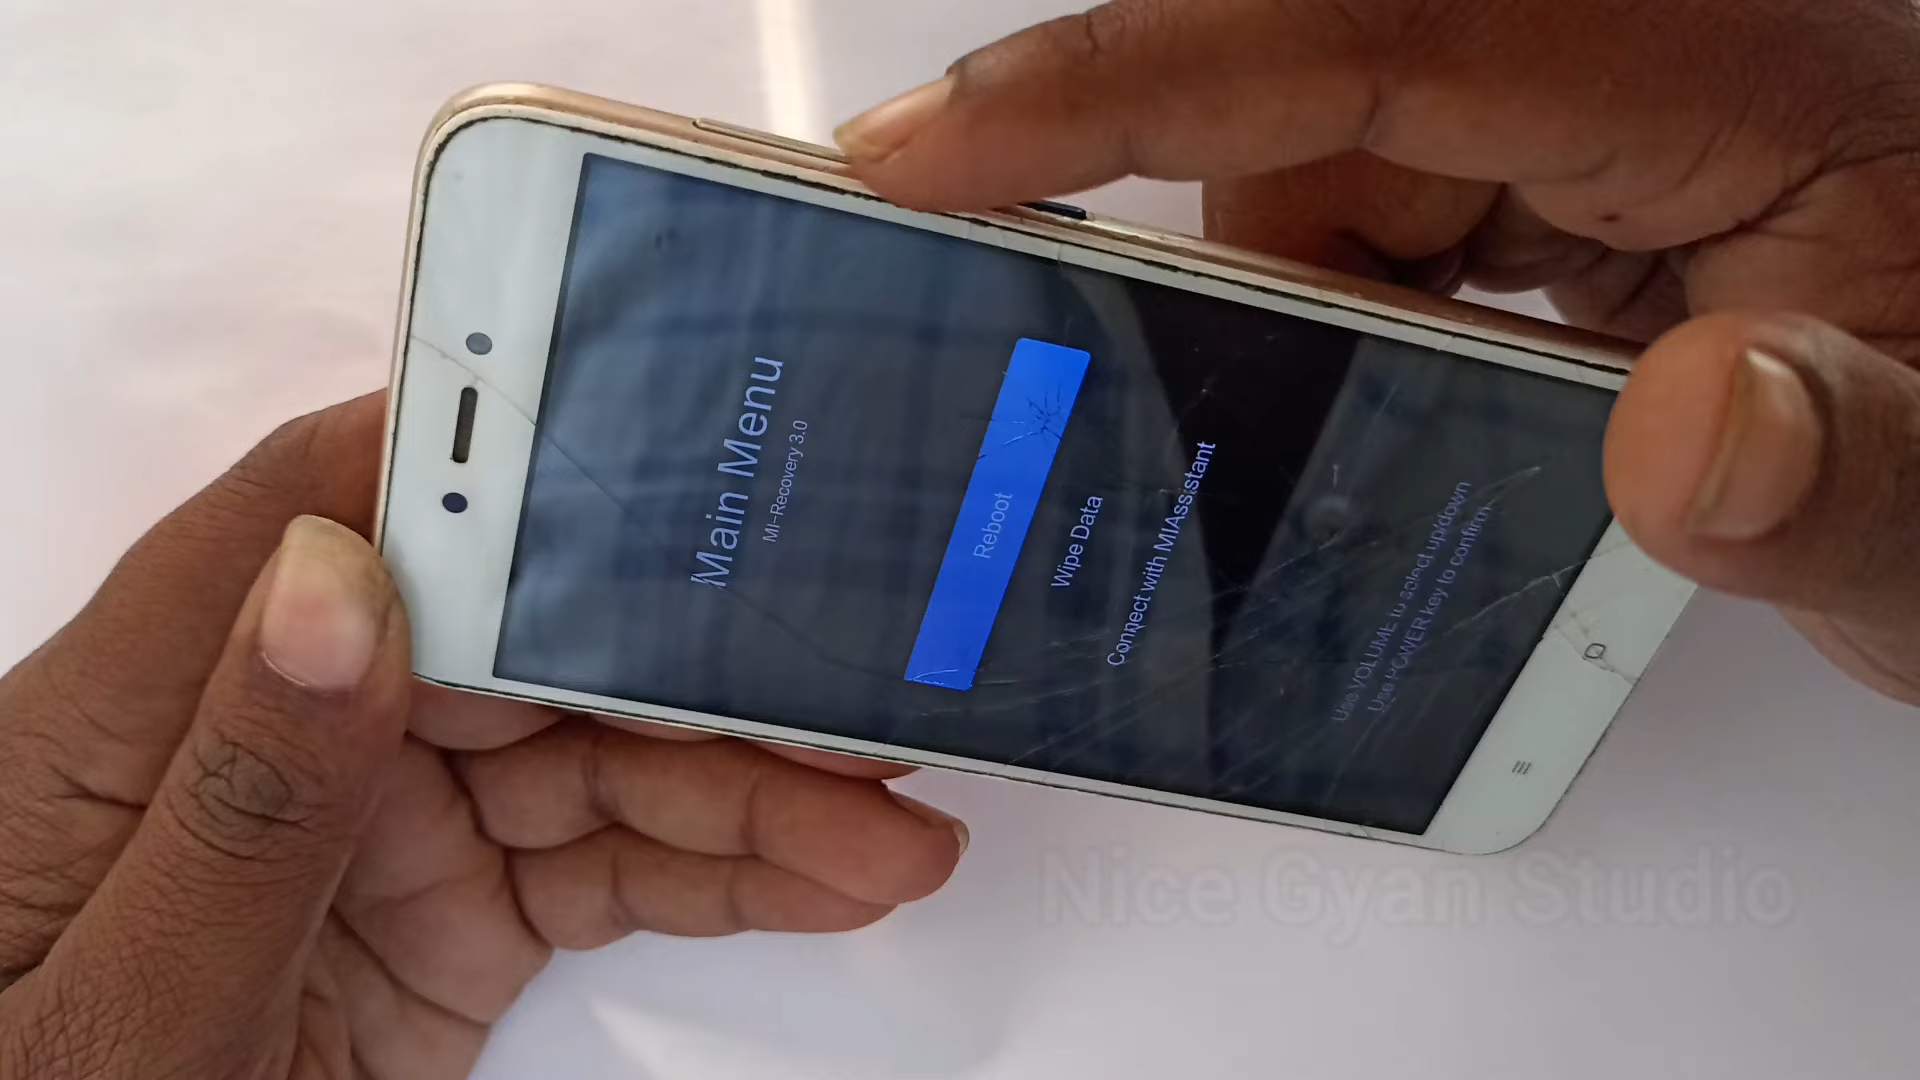 Main Menu
MI-Recovery 3.0
Reboot
Wipe Data
Connect with MIAssistant
Use VOLUME to select up/down
Use POWER key to confirm.
Nice Gyan Studio